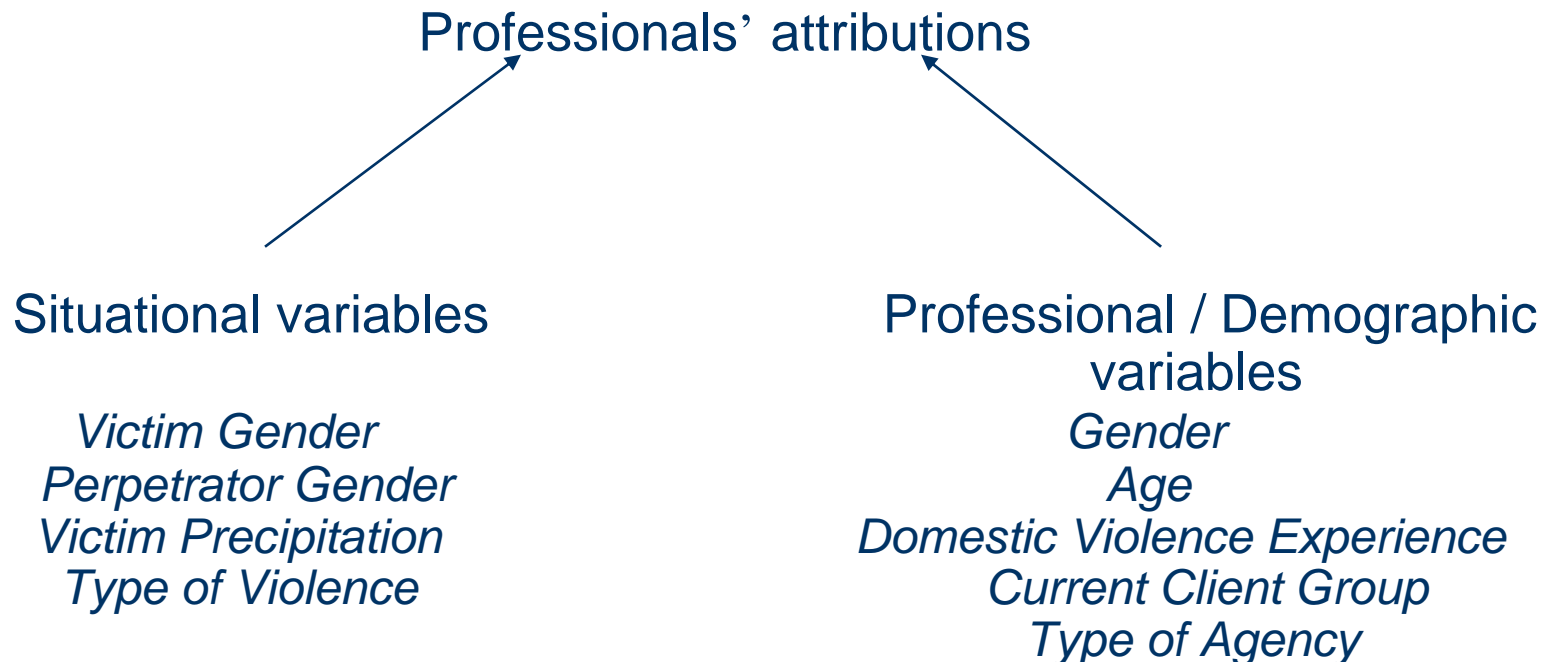 Professionals’ attributions
Situational variables
Victim Gender
Perpetrator Gender
Victim Precipitation
Type of Violence
Professional / Demographic
variables
Gender
Age
Domestic Violence Experience
Current Client Group
Type of Agency